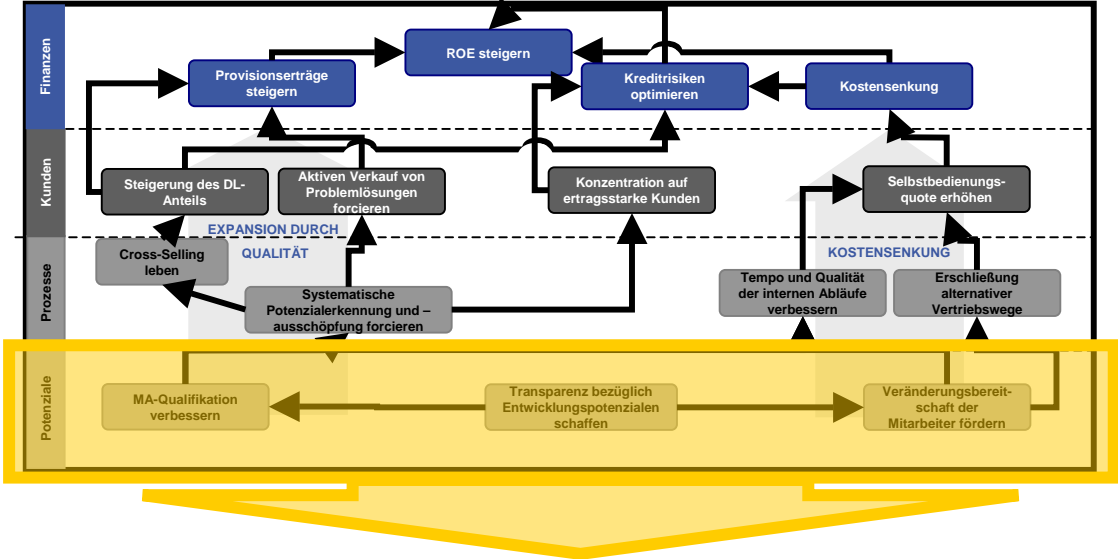 Finanzen
ROE steigern
Provisionserträge
steigern
Kreditrisiken
optimieren
Kostensenkung
Kunden
Steigerung des DL-
Anteils
Aktiven Verkauf von
Problemlösungen
forcieren
Konzentration auf
ertragsstarke Kunden
Selbstbedienungs-
quote erhöhen
EXPANSION DURCH
QUALITÄT
KOSTENSENKUNG
Prozesse
Cross-Selling
leben
Systematische
Potenzialerkennung und –
ausschöpfung forcieren
Tempo und Qualität
der internen Abläufe
verbessern
Erschließung
alternativer
Vertriebswege
Potenziale
MA-Qualifikation
verbessern
Transparenz bezüglich
Entwicklungspotenzialen
schaffen
Veränderungsbereit-
schaft der
Mitarbeiter fördern